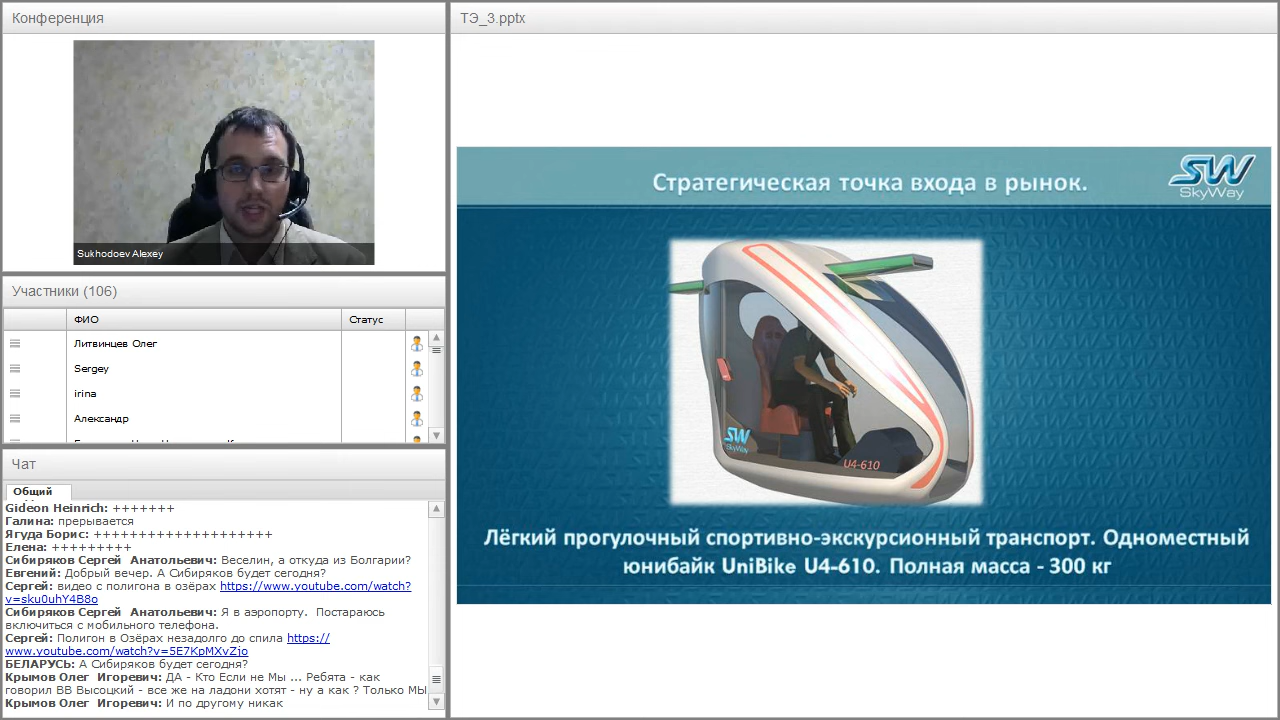 Конференция
Sukhodoev Alexey
Участники (106)
ФИО
Статус
Литвинцев Олег
Sergey
irina
Александр
Чат
Общий
Gideon Heinrich: +++++++
Галина: прерывается
Ягуда Борис: ++++++++++++++++++++
Елена: +++++++++
Сибиряков Сергей Анатольевич: Веселин, а откуда из Болгарии?
Евгений: Добрый вечер. А Сибиряков будет сегодня?
Сергей: видео с полигона в озёрах https://www.youtube.com/watch?
v=sku0uhY4B8o
Сибиряков Сергей Анатольевич: Я в аэропорту. Постараюсь
включиться с мобильного телефона.
Сергей: Полигон в Озёрах незадолго до спила https://
www.youtube.com/watch?v=5E7KpMXvZjo
БЕЛАРУСЬ: А Сибиряков будет сегодня?
Крымов Олег Игоревич: ДА - Кто Если не Мы ... Ребята - как
говорил ВВ Высоцкий - все же на ладони хотят - ну а как ? Только МЫ
Крымов Олег Игоревич: И по другому никак
ТЭ_3.pptx
Стратегическая точка входа в рынок.
SW
SkyWay
SW
SkyWay
U4-610
Лёгкий прогулочный спортивно-экскурсионный транспорт. Одноместный
юнибайк UniBike U4-610. Полная масса - 300 кг